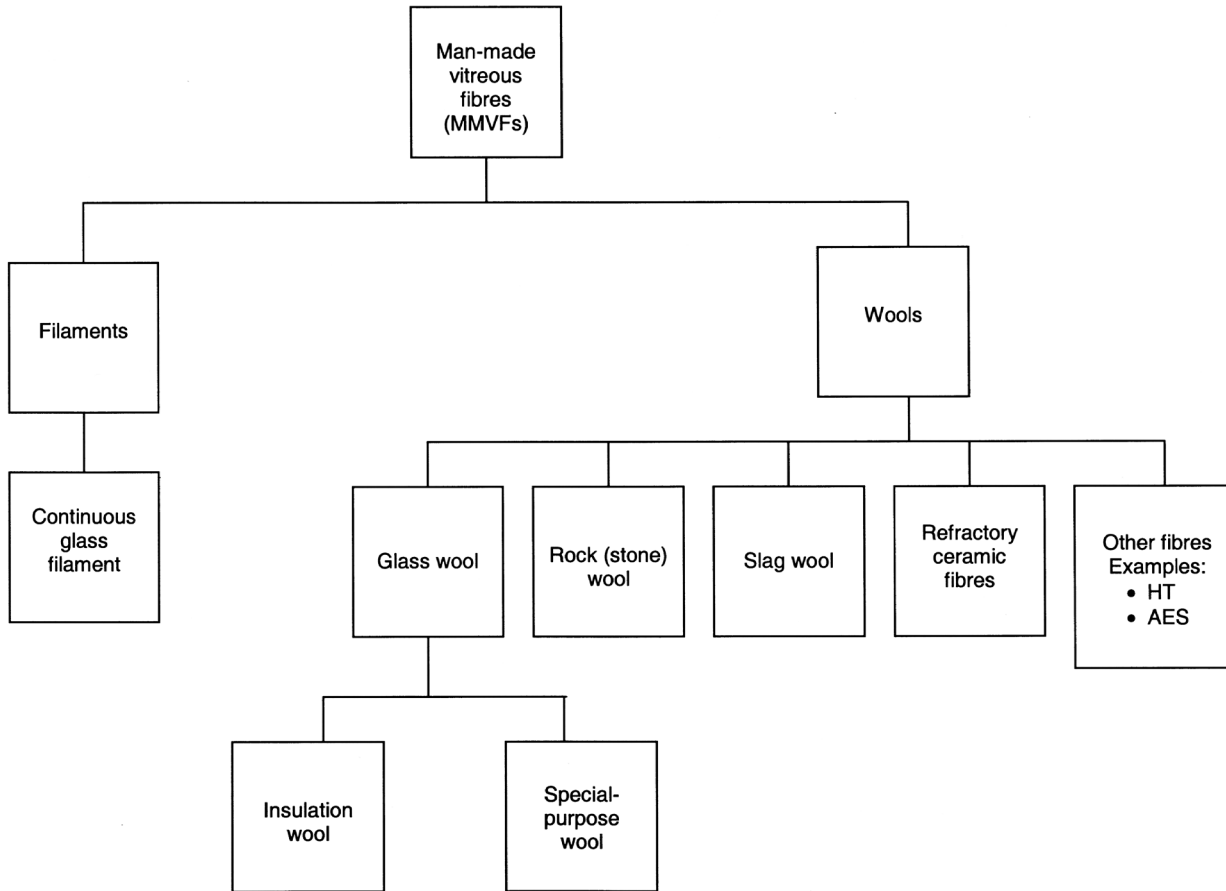 Man-made
vitreous
fibres
(MMVFs)
Filaments
Wools
Continuous
glass
filament
Glass wool
Rock (stone)
wool
Slag wool
Refractory
ceramic
fibres
Other fibres
Examples:
• HT
• AES
Insulation
wool
Special-
purpose
wool